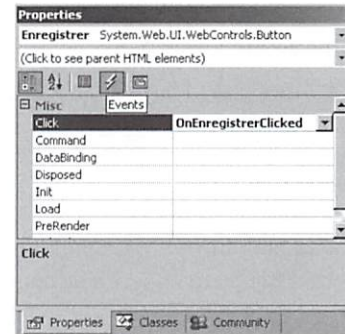 Properties
Enregistrer System.Web.UI.WebControls.Button
(Click to see parent HTML elements)
Misc Events
Click OnEnregistrerClicked
Command
DataBinding
Disposed
Init
Load
PreRender
Click
Properties Classes Community